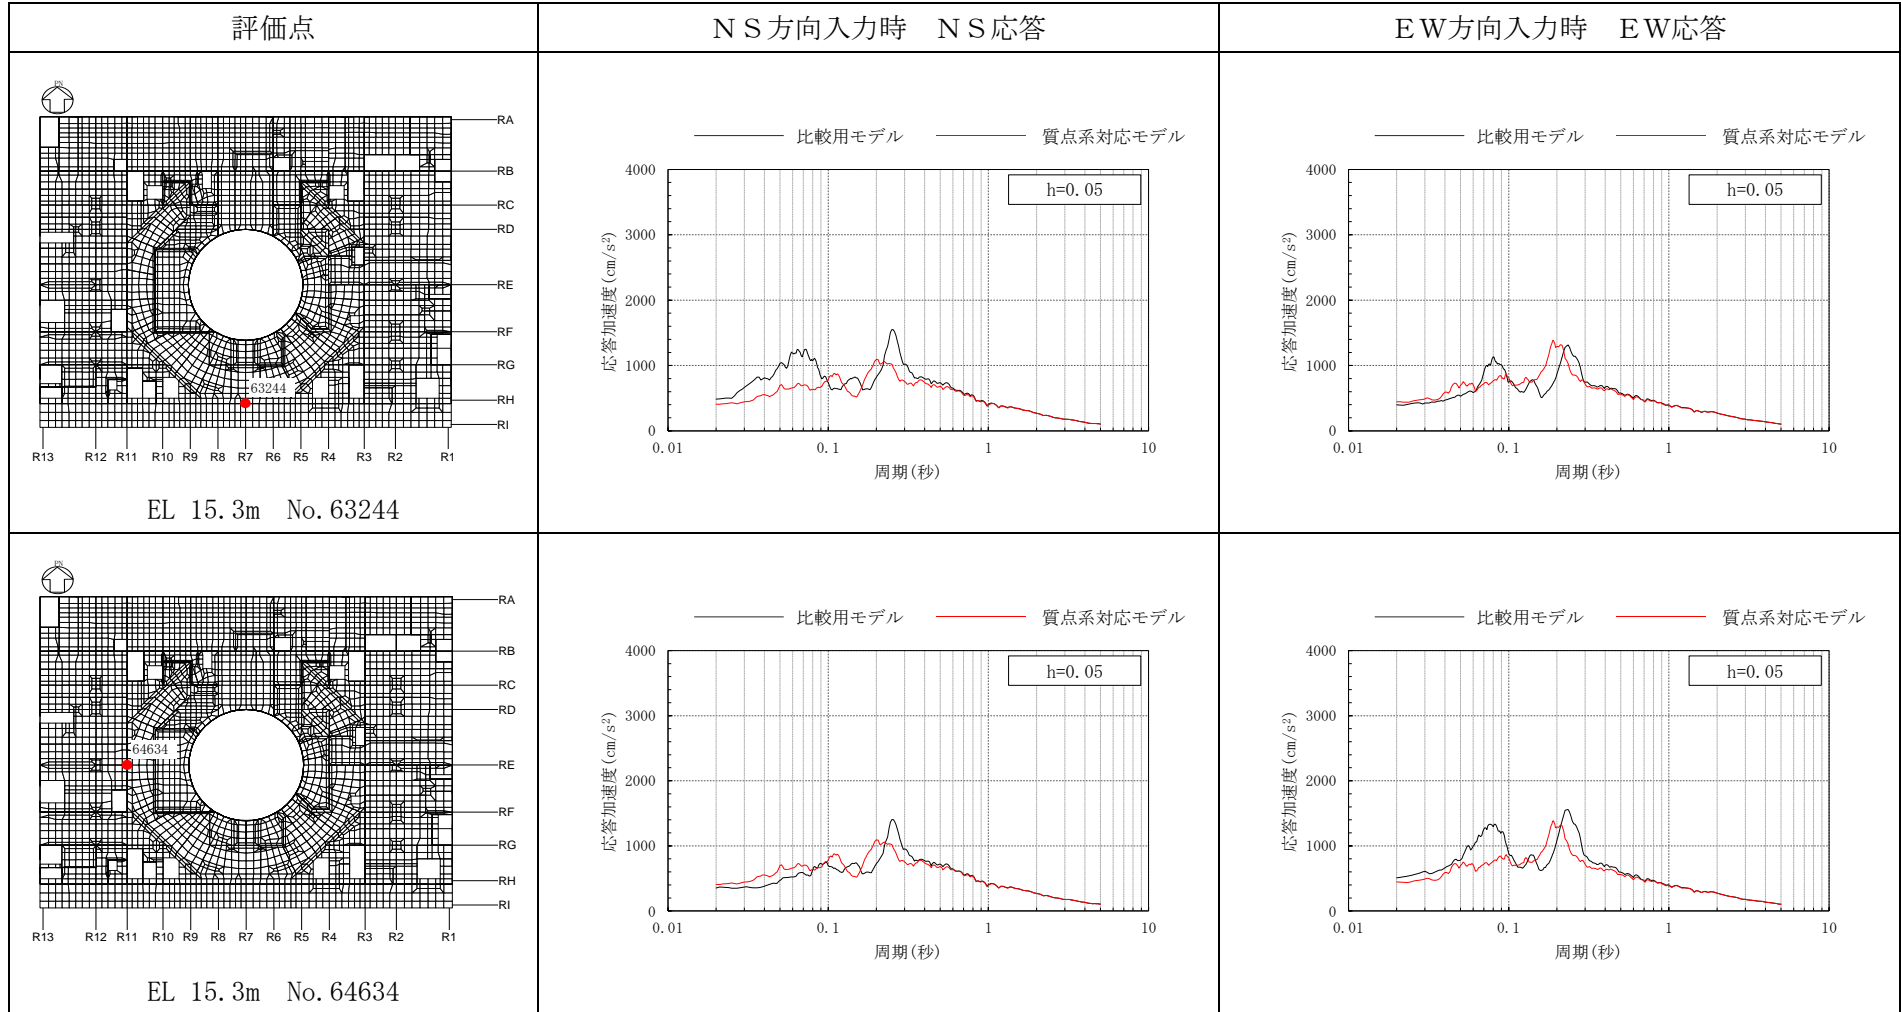 評価点
ＮＳ方向入力時　ＮＳ応答
ＥＷ方向入力時　ＥＷ応答
PN
RA
RB
RC
RD
RE
RF
RG
RH
RI
63244
R13 R12 R11 R10 R9 R8 R7 R6 R5 R4 R3 R2 R1
EL 15.3m No.63244
比較用モデル 質点系対応モデル
h=0.05
応答加速度(cm/s²)
4000
3000
2000
1000
0
0.01 0.1 1 10
周期(秒)
比較用モデル 質点系対応モデル
h=0.05
応答加速度(cm/s²)
4000
3000
2000
1000
0
0.01 0.1 1 10
周期(秒)
PN
RA
RB
RC
RD
RE
RF
RG
RH
RI
64634
R13 R12 R11 R10 R9 R8 R7 R6 R5 R4 R3 R2 R1
EL 15.3m No.64634
比較用モデル 質点系対応モデル
h=0.05
応答加速度(cm/s²)
4000
3000
2000
1000
0
0.01 0.1 1 10
周期(秒)
比較用モデル 質点系対応モデル
h=0.05
応答加速度(cm/s²)
4000
3000
2000
1000
0
0.01 0.1 1 10
周期(秒)